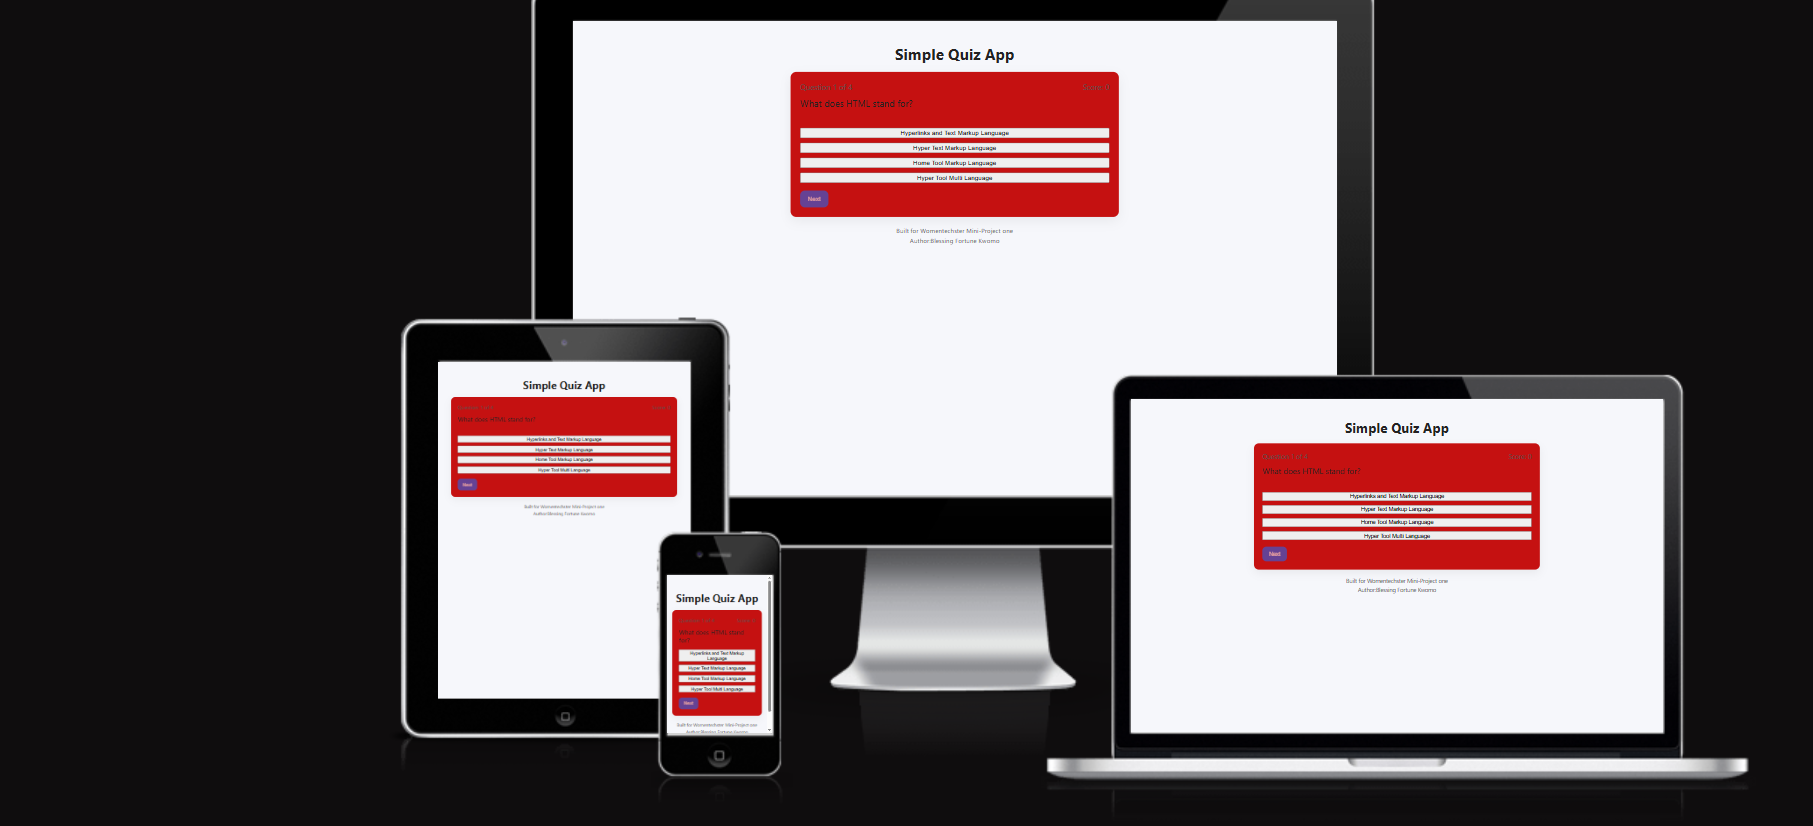 Simple Quiz App
Question 1 of 4
Score: 0
What does HTML stand for?
Hyperlinks and Text Markup Language
Hyper Text Markup Language
Home Tool Markup Language
Hyper Tool Multi Language
Next
Built for Womentechster Mini-Project one
Author:Blessing Fortune Kwomo
Simple Quiz App
What does HTML stand for?
Hyperlinks and Text Markup Language
Hyper Text Markup Language
Home Tool Markup Language
Hyper Tool Multi Language
Next
Built for Womentechster Mini-Project one
Author:Blessing Fortune Kwomo
Simple Quiz App
What does HTML stand
for?
Hyperlinks and Text Markup
Language
Hyper Text Markup Language
Home Tool Markup Language
Hyper Tool Multi Language
Next
Built for Womentechster Mini-Project one
Author:Blessing Fortune Kwomo
Simple Quiz App
Question 1 of 4
Score: 0
What does HTML stand for?
Hyperlinks and Text Markup Language
Hyper Text Markup Language
Home Tool Markup Language
Hyper Tool Multi Language
Next
Built for Womentechster Mini-Project one
Author:Blessing Fortune Kwomo